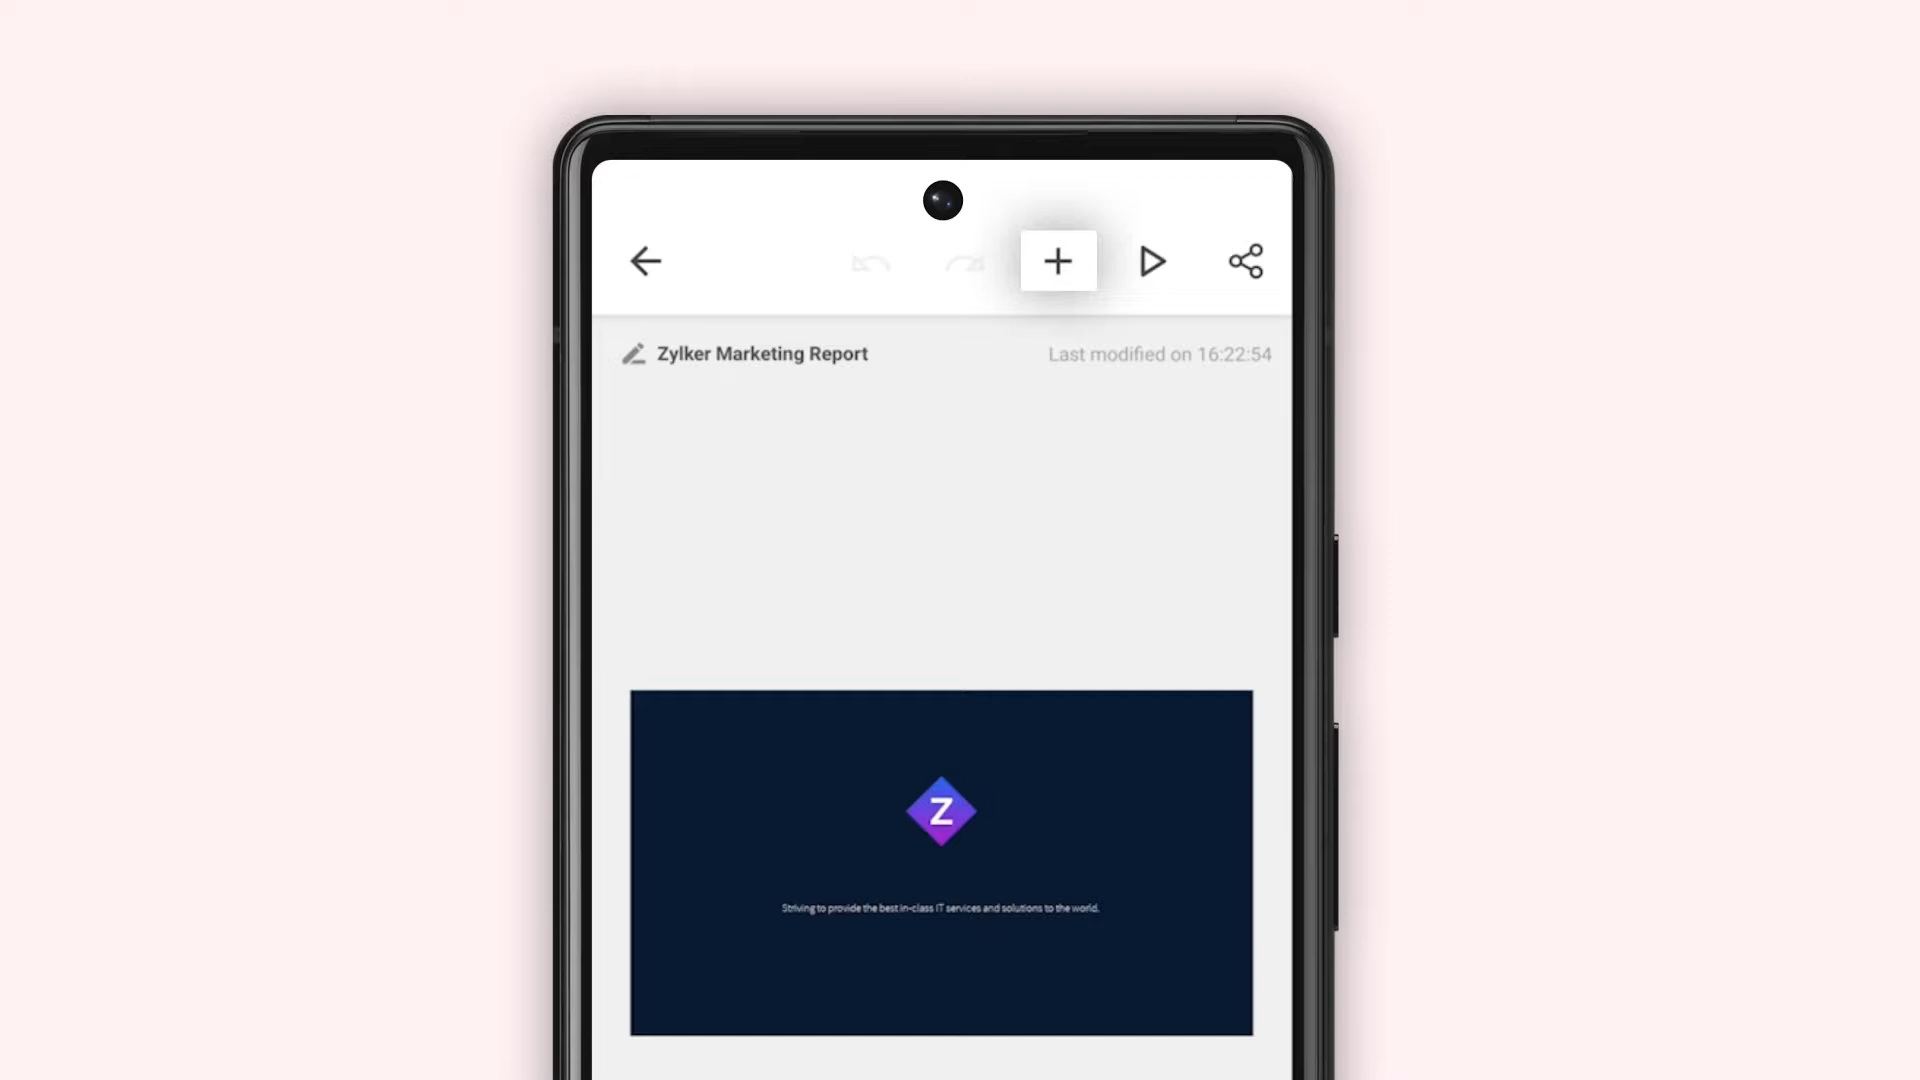 Zylker Marketing Report
Last modified on 16:22:54
Z
Striving to provide the best in-class IT services and solutions to the world.